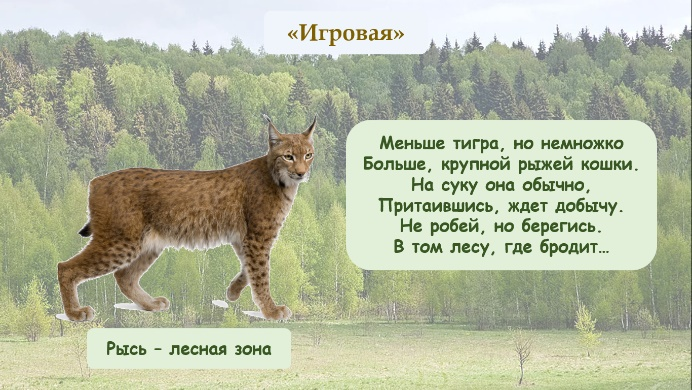 «Игровая»
Меньше тигра, но немножко
Больше, крупной рыжей кошки.
На суку она обычно,
Притаившись, ждет добычу.
Не робей, но берегись.
В том лесу, где бродит…
Рысь – лесная зона